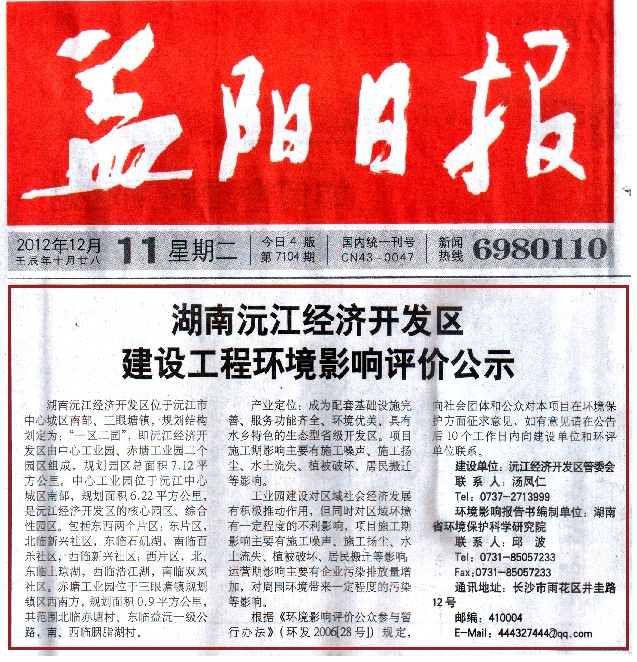 益阳日报
2012年12月 11 星期二 今日4版 国内统一刊号 新闻 6980110
壬辰年十月廿八 第7104期 CN43-0047 热线
湖南沅江经济开发区
建设工程环境影响评价公示
湖南沅江经济开发区位于沅江市
中心城区南部、三眼塘镇,规划结构
划定为:“一区二园”,即沅江经济开
发区由中心工业园、赤塘工业园二个
园区组成,规划园区总面积7.12平
方公里。中心工业园位于沅江中心
城区南部,规划面积6.22平方公里,
是沅江经济开发区的核心园区、综合
性园区。包括东西两个片区:东片区,
北临新兴社区,东临石矶湖,南临百
乐社区,西临新兴社区;西片区,北、
东临上琼湖,西临浩江湖,南临双凤
社区。赤塘工业园位于三眼塘镇规划
镇区西南方,规划面积0.9平方公里,
其范围北临赤塘村、东临益沅一级公
路,南、西临胭脂湖村。
产业定位:成为配套基础设施完
善、服务功能齐全、环境优美、具有
水乡特色的生态型省级开发区。项目
施工期影响主要有施工噪声、施工扬
尘、水土流失、植被破坏、居民搬迁
等影响。
工业园建设对区域社会经济发展
有积极推动作用,但同时对区域环境
有一定程度的不利影响,项目施工期
影响主要有施工噪声、施工扬尘、水
土流失、植被破坏、居民搬迁等影响;
运营期影响主要有企业污染排放量增
加,对周围环境带来一定程度的污染
等影响。
根据《环境影响评价公众参与暂
行办法》(环发2006[28号])规定,
向社会团体和公众对本项目在环境保
护方面征求意见,如有意见请在公告
后10个工作日内向建设单位和环评
单位联系。
建设单位:沅江经济开发区管委会
联系人:汤凤仁
Tel:0737-2713999
环境影响报告书编制单位:湖南
省环境保护科学研究院
联系人:邱 波
Tel:0731-85057233
Fax:0731-85057233
通讯地址:长沙市雨花区井圭路
12号
邮编:410004
E-Mail:444327444@qq.com